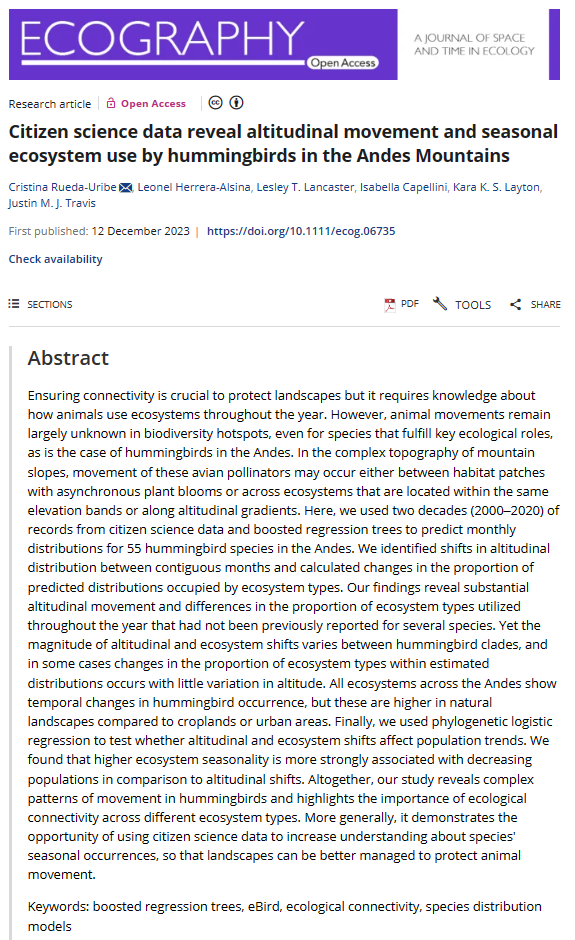 ECOGRAPHY
Open Access
A JOURNAL OF SPACE
AND TIME IN ECOLOGY
Research article
Open Access
Citizen science data reveal altitudinal movement and seasonal
ecosystem use by hummingbirds in the Andes Mountains
Cristina Rueda-Uribe, Leonel Herrera-Alsina, Lesley T. Lancaster, Isabella Capellini, Kara K. S. Layton,
Justin M. J. Travis
First published: 12 December 2023 | https://doi.org/10.1111/ecog.06735
Check availability
SECTIONS
PDF
TOOLS
SHARE
Abstract
Ensuring connectivity is crucial to protect landscapes but it requires knowledge about
how animals use ecosystems throughout the year. However, animal movements remain
largely unknown in biodiversity hotspots, even for species that fulfill key ecological roles,
as is the case of hummingbirds in the Andes. In the complex topography of mountain
slopes, movement of these avian pollinators may occur either between habitat patches
with asynchronous plant blooms or across ecosystems that are located within the same
elevation bands or along altitudinal gradients. Here, we used two decades (2000–2020) of
records from citizen science data and boosted regression trees to predict monthly
distributions for 55 hummingbird species in the Andes. We identified shifts in altitudinal
distribution between contiguous months and calculated changes in the proportion of
predicted distributions occupied by ecosystem types. Our findings reveal substantial
altitudinal movement and differences in the proportion of ecosystem types utilized
throughout the year that had not been previously reported for several species. Yet the
magnitude of altitudinal and ecosystem shifts varies between hummingbird clades, and
in some cases changes in the proportion of ecosystem types within estimated
distributions occurs with little variation in altitude. All ecosystems across the Andes show
temporal changes in hummingbird occurrence, but these are higher in natural
landscapes compared to croplands or urban areas. Finally, we used phylogenetic logistic
regression to test whether altitudinal and ecosystem shifts affect population trends. We
found that higher ecosystem seasonality is more strongly associated with decreasing
populations in comparison to altitudinal shifts. Altogether, our study reveals complex
patterns of movement in hummingbirds and highlights the importance of ecological
connectivity across different ecosystem types. More generally, it demonstrates the
opportunity of using citizen science data to increase understanding about species'
seasonal occurrences, so that landscapes can be better managed to protect animal
movement.
Keywords: boosted regression trees, eBird, ecological connectivity, species distribution
models